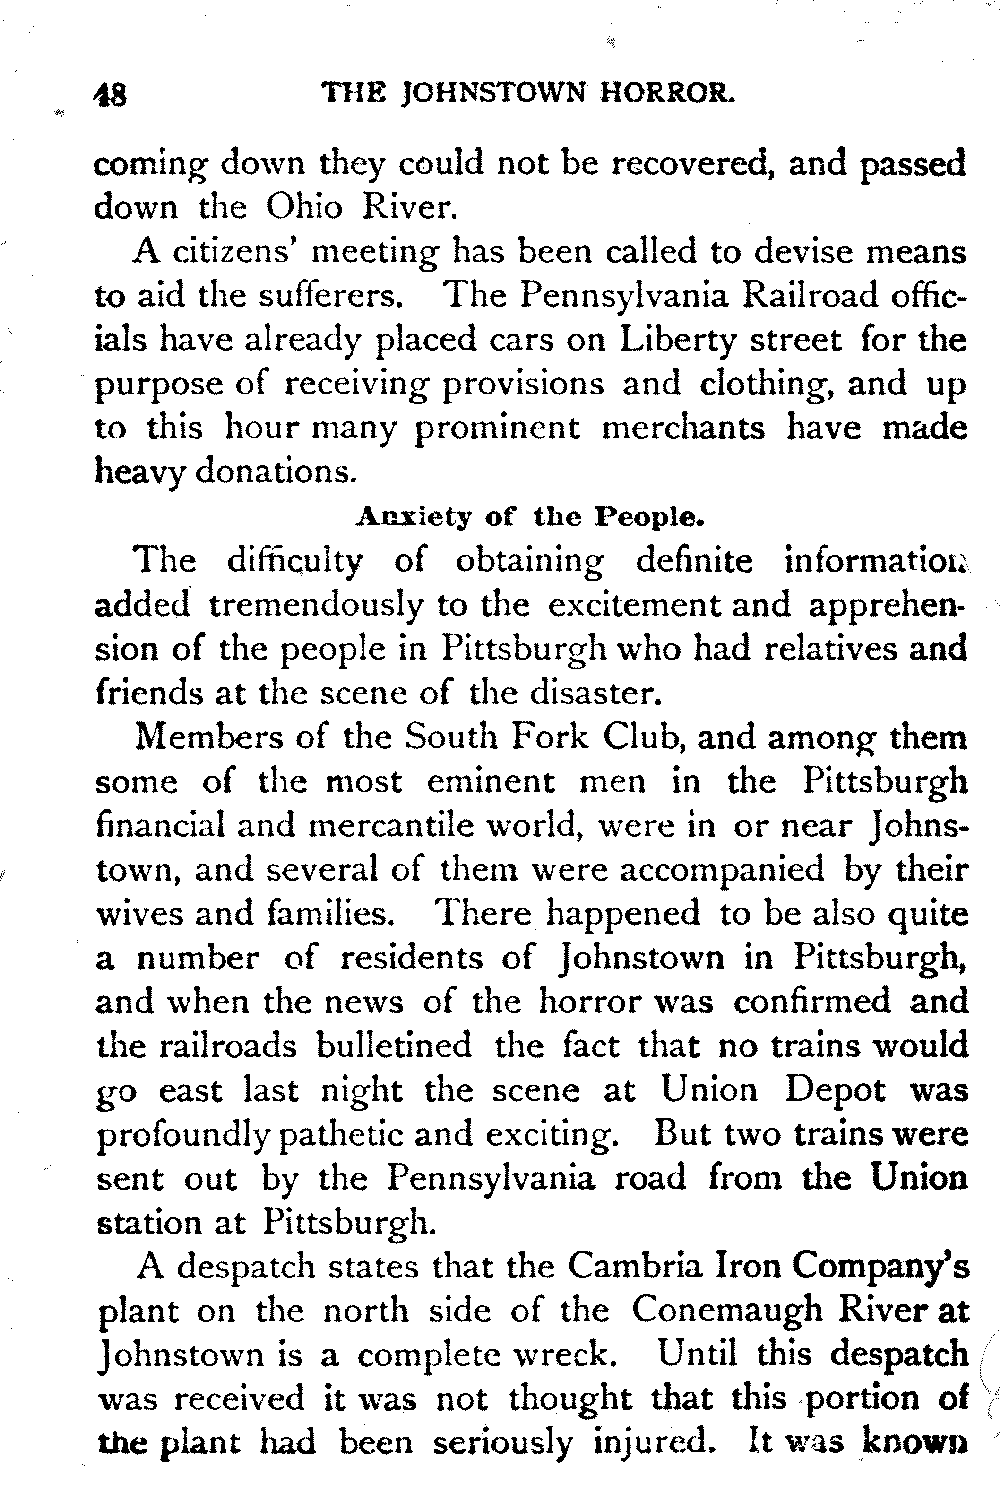 48 THE JOHNSTOWN HORROR.
coming down they could not be recovered, and passed
down the Ohio River.
A citizens' meeting has been called to devise means
to aid the sufferers. The Pennsylvania Railroad offic-
ials have already placed cars on Liberty street for the
purpose of receiving provisions and clothing, and up
to this hour many prominent merchants have made
heavy donations.
Anxiety of the People.
The difficulty of obtaining definite information
added tremendously to the excitement and apprehen-
sion of the people in Pittsburgh who had relatives and
friends at the scene of the disaster.
Members of the South Fork Club, and among them
some of the most eminent men in the Pittsburgh
financial and mercantile world, were in or near Johns-
town, and several of them were accompanied by their
wives and families. There happened to be also quite
a number of residents of Johnstown in Pittsburgh,
and when the news of the horror was confirmed and
the railroads bulletined the fact that no trains would
go east last night the scene at Union Depot was
profoundly pathetic and exciting. But two trains were
sent out by the Pennsylvania road from the Union
station at Pittsburgh.
A despatch states that the Cambria Iron Company's
plant on the north side of the Conemaugh River at
Johnstown is a complete wreck. Until this despatch
was received it was not thought that this portion of
the plant had been seriously injured. It was known